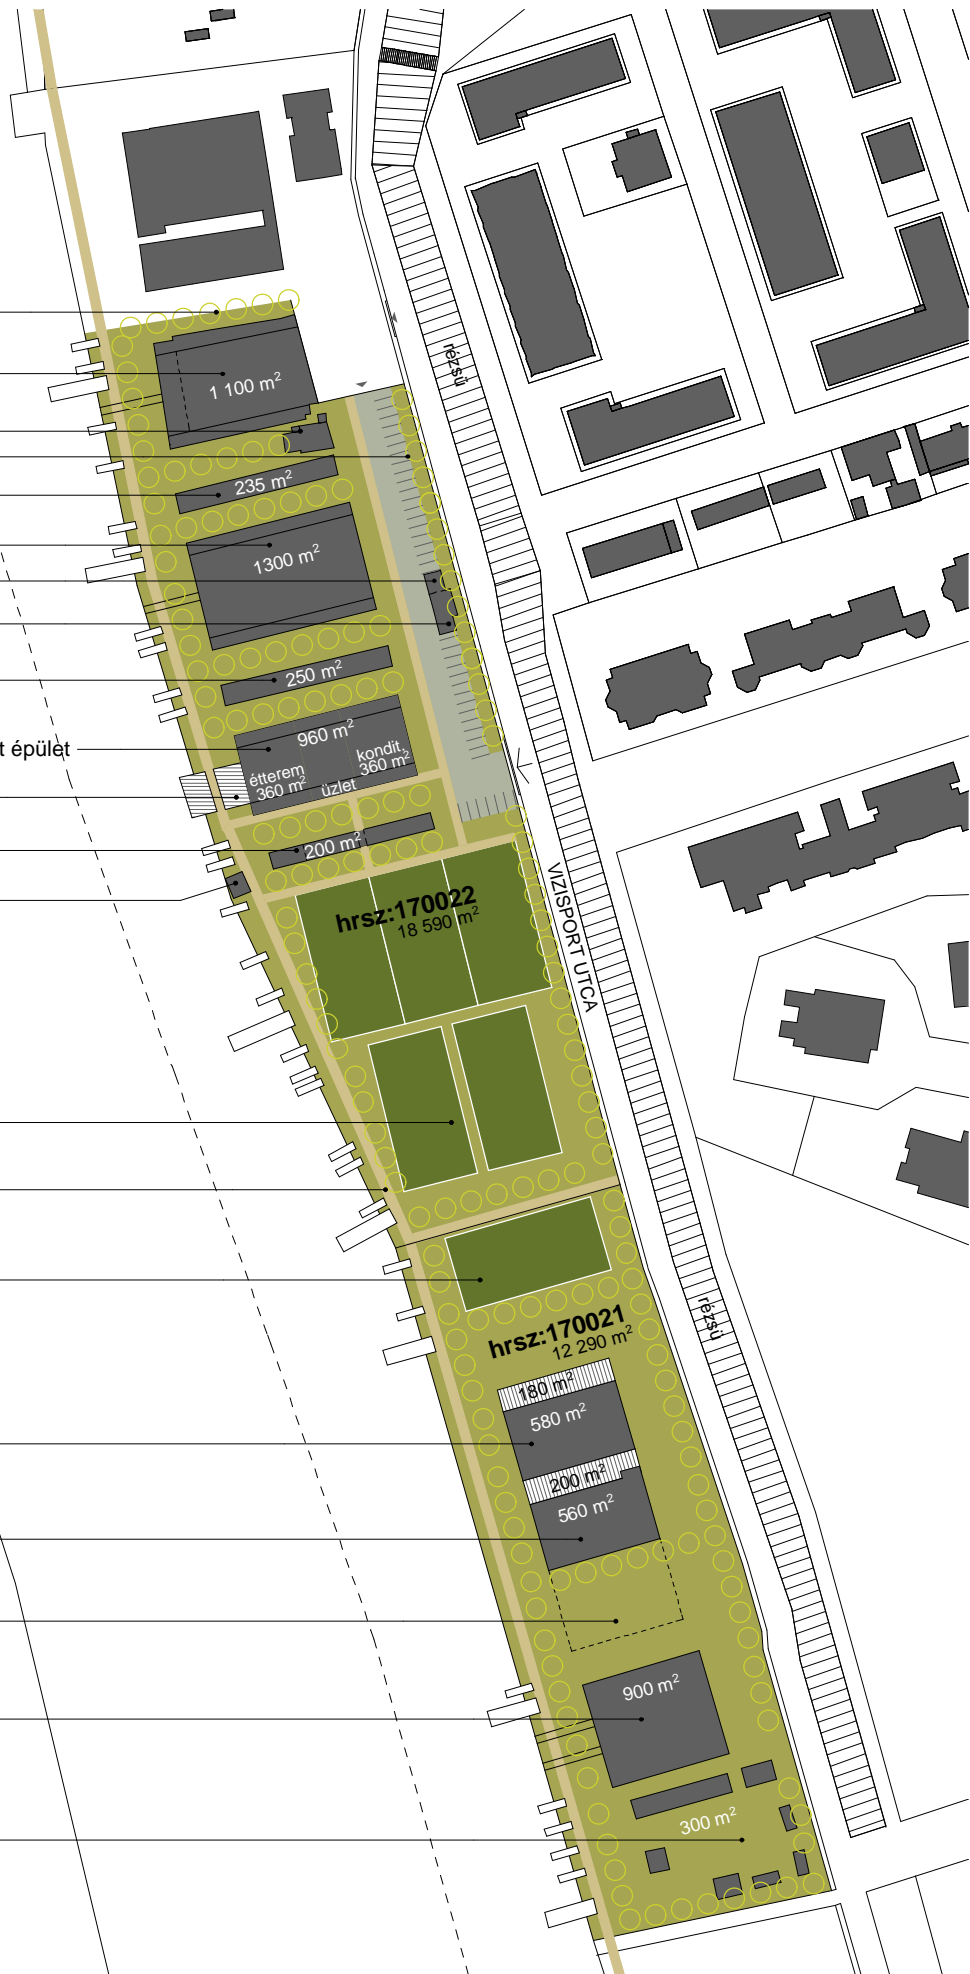 rézsü
1 100 m²
235 m²
1300 m²
250 m²
960 m²
t épület
étterem
360 m²
kondit.
360 m²
üzlet
200 m²
hrsz:170022
18 590 m²
VIZISPORT UTCA
rézsü
hrsz:170021
12 290 m²
180 m²
580 m²
200 m²
560 m²
900 m²
300 m²